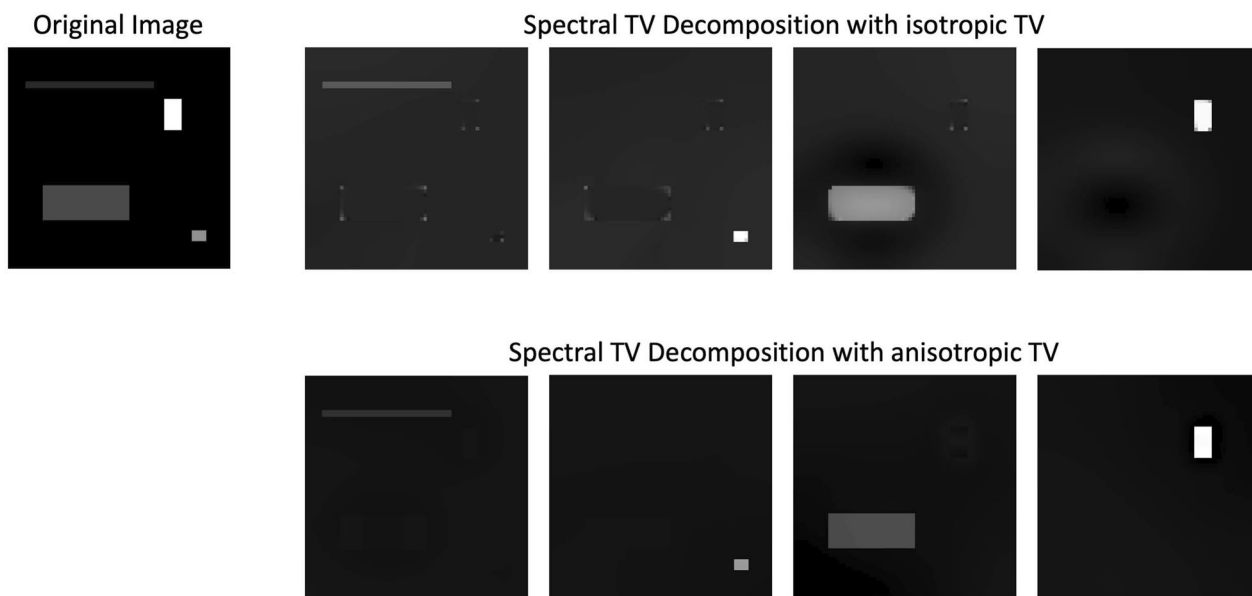 Original Image
Spectral TV Decomposition with isotropic TV
Spectral TV Decomposition with anisotropic TV